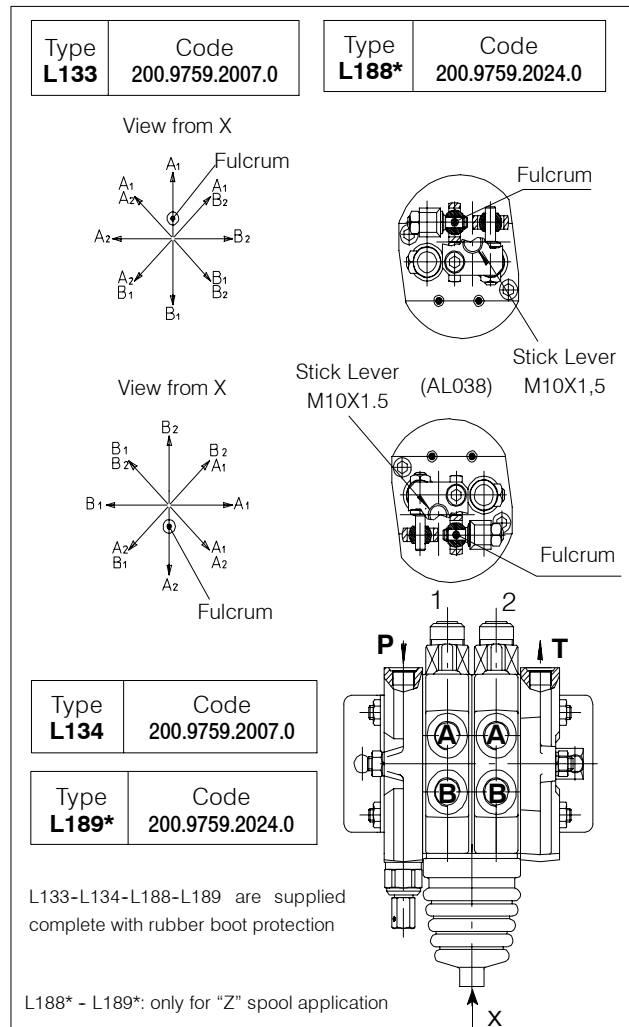 Type Code
L133 200.9759.2007.0
Type Code
L188* 200.9759.2024.0
View from X
Fulcrum
A1
A1 A2
A1 B2
A2
B2
A2 B1
B1 B2
B1
Fulcrum
Stick Lever
M10X1,5
View from X
B2
B1 B2
B2 A1
B1
A1
A2 B1
A1 A2
A2
Fulcrum
Stick Lever
M10X1.5
(AL038)
Fulcrum
1 2
P T
A A
B B
X
Type Code
L134 200.9759.2007.0
Type Code
L189* 200.9759.2024.0
L133-L134-L188-L189 are supplied
complete with rubber boot protection
L188* - L189*: only for “Z” spool application